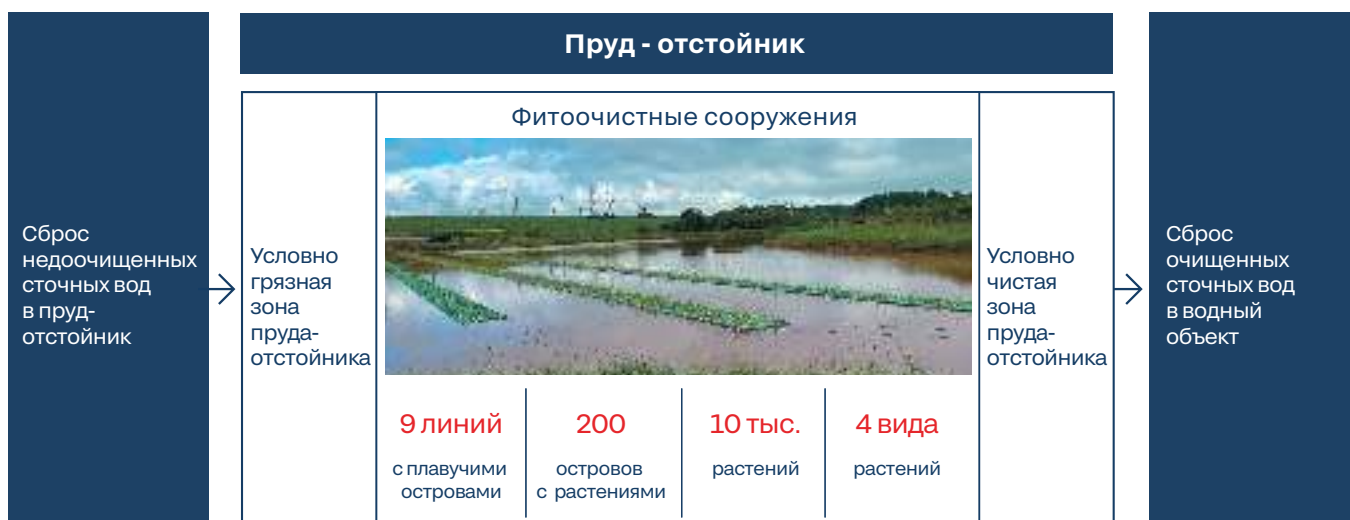 Пруд - отстойник
Сброс
недоочищенных
сточных вод
в пруд-
отстойник
Условно
грязная
зона
пруда-
отстойника
Фитоочистные сооружения
9 линий
с плавучими
островами
200
островов
с растениями
10 тыс.
растений
4 вида
растений
Условно
чистая
зона
пруда-
отстойника
Сброс
очищенных
сточных вод
в водный
объект